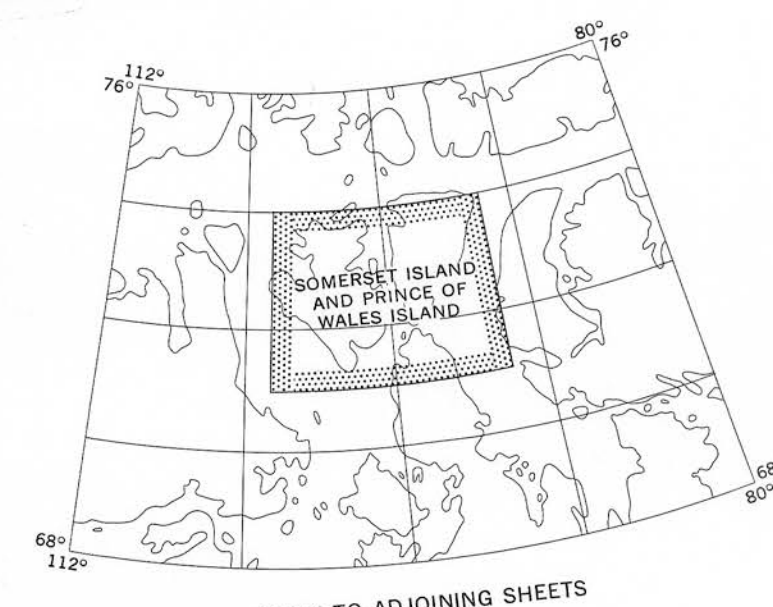 80°
76°
112°
76°
SOMERSET ISLAND
AND PRINCE OF
WALES ISLAND
68°
80°
68°
112°
TO ADJOINING SHEETS